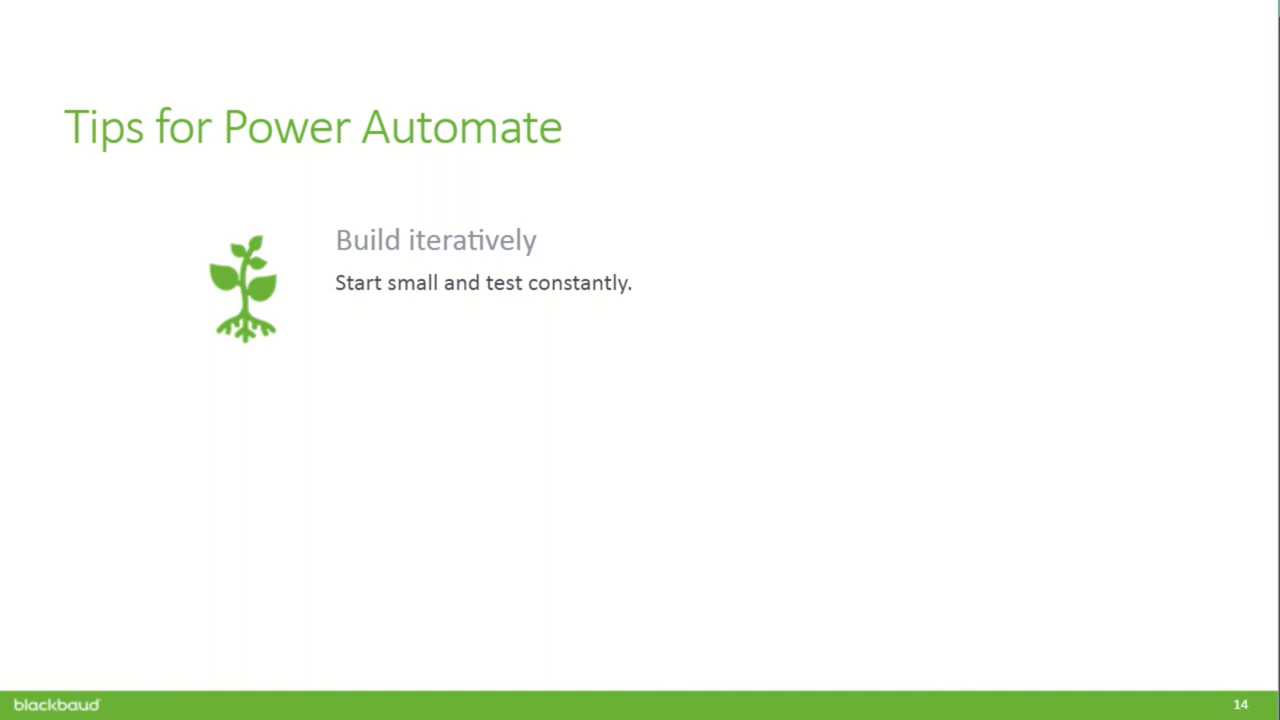 Tips for Power Automate
Build iteratively
Start small and test constantly.
blackbaud
14